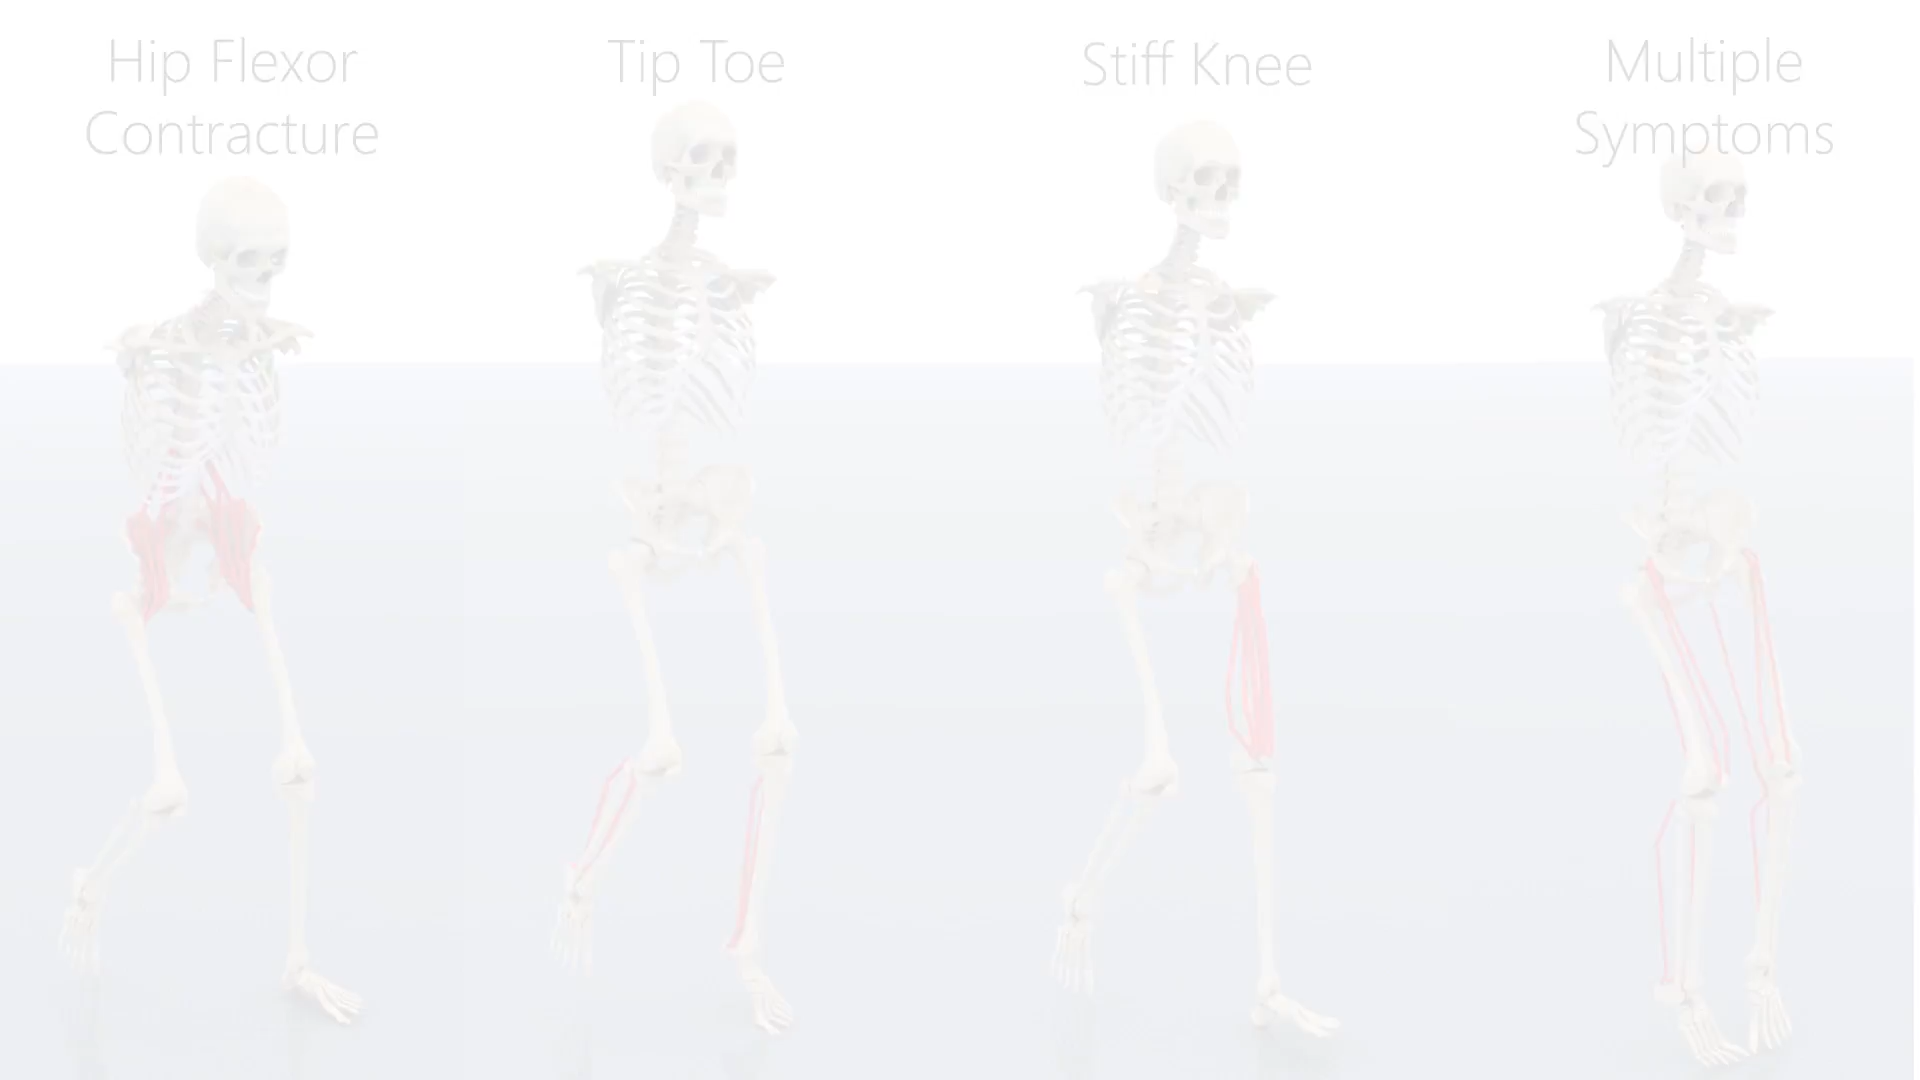 Hip Flexor
Contracture
Tip Toe
Stiff Knee
Multiple
Symptoms